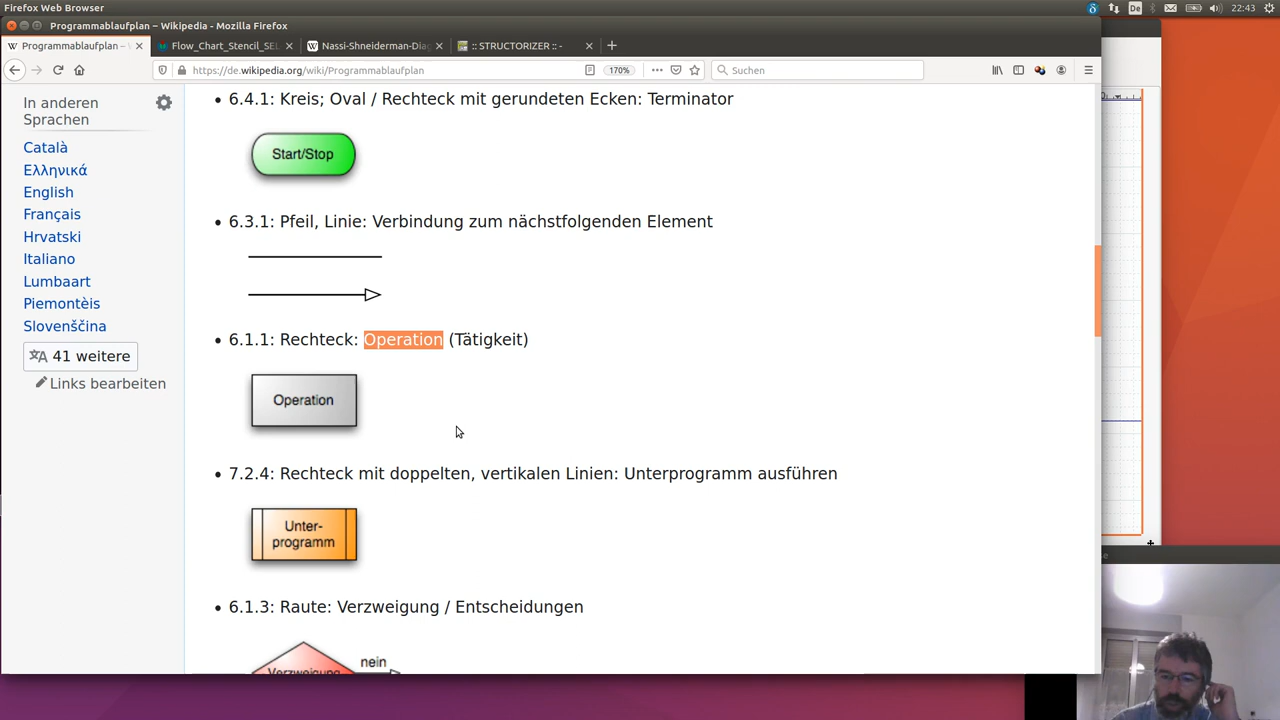 Firefox Web Browser
De
22:43
Programmablaufplan – Wikipedia - Mozilla Firefox
Programmablaufplan –
Flow_Chart_Stencil_SEL
Nassi-Shneiderman-Dia
:: STRUCTORIZER :: -
https://de.wikipedia.org/wiki/Programmablaufplan
170%
Suchen
In anderen
Sprachen
Català
Ελληνικά
English
Français
Hrvatski
Italiano
Lumbaart
Piemontèis
Slovenščina
41 weitere
Links bearbeiten
• 6.4.1: Kreis; Oval / Rechteck mit gerundeten Ecken: Terminator
Start/Stop
• 6.3.1: Pfeil, Linie: Verbindung zum nächstfolgenden Element
• 6.1.1: Rechteck: Operation (Tätigkeit)
Operation
• 7.2.4: Rechteck mit doppelten, vertikalen Linien: Unterprogramm ausführen
Unter-
programm
• 6.1.3: Raute: Verzweigung / Entscheidungen
nein
Verzweigung